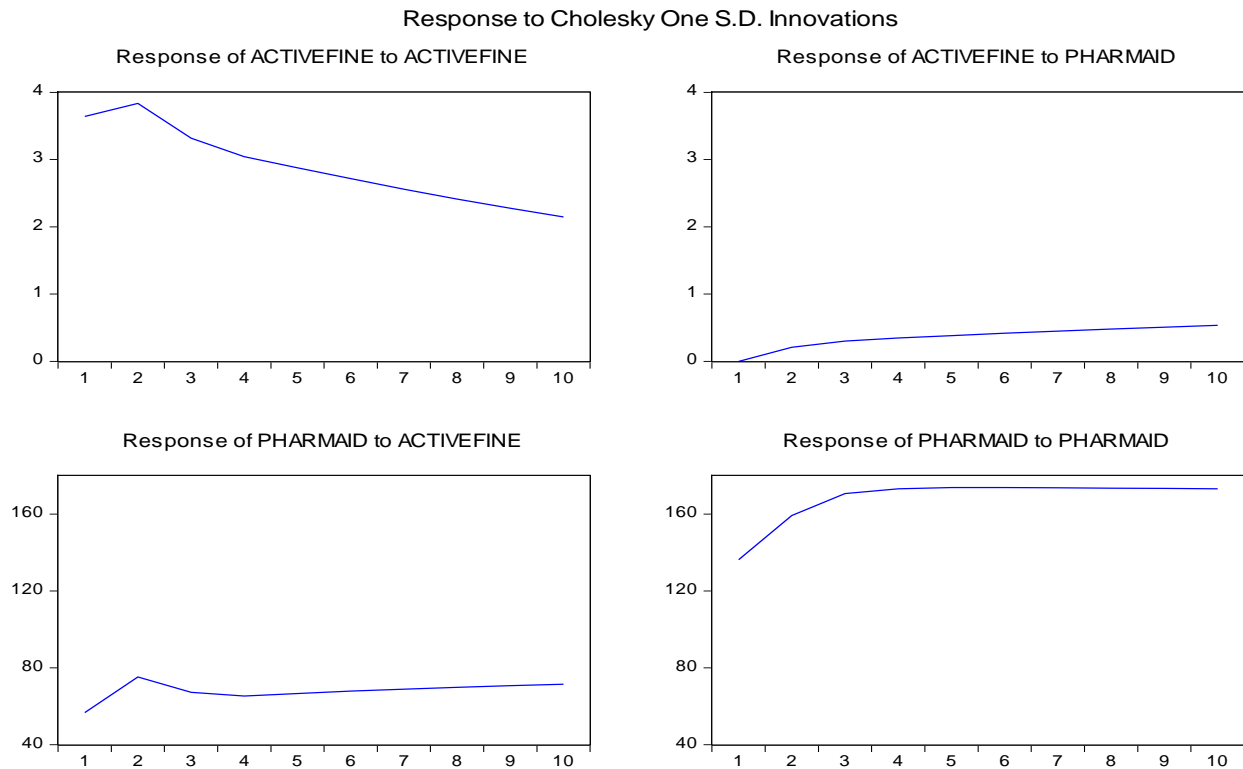 Response to Cholesky One S.D. Innovations
Response of ACTIVEFINE to ACTIVEFINE
4
3
2
1
0
1 2 3 4 5 6 7 8 9 10
Response of ACTIVEFINE to PHARMAID
4
3
2
1
0
1 2 3 4 5 6 7 8 9 10
Response of PHARMAID to ACTIVEFINE
160
120
80
40
1 2 3 4 5 6 7 8 9 10
Response of PHARMAID to PHARMAID
160
120
80
40
1 2 3 4 5 6 7 8 9 10